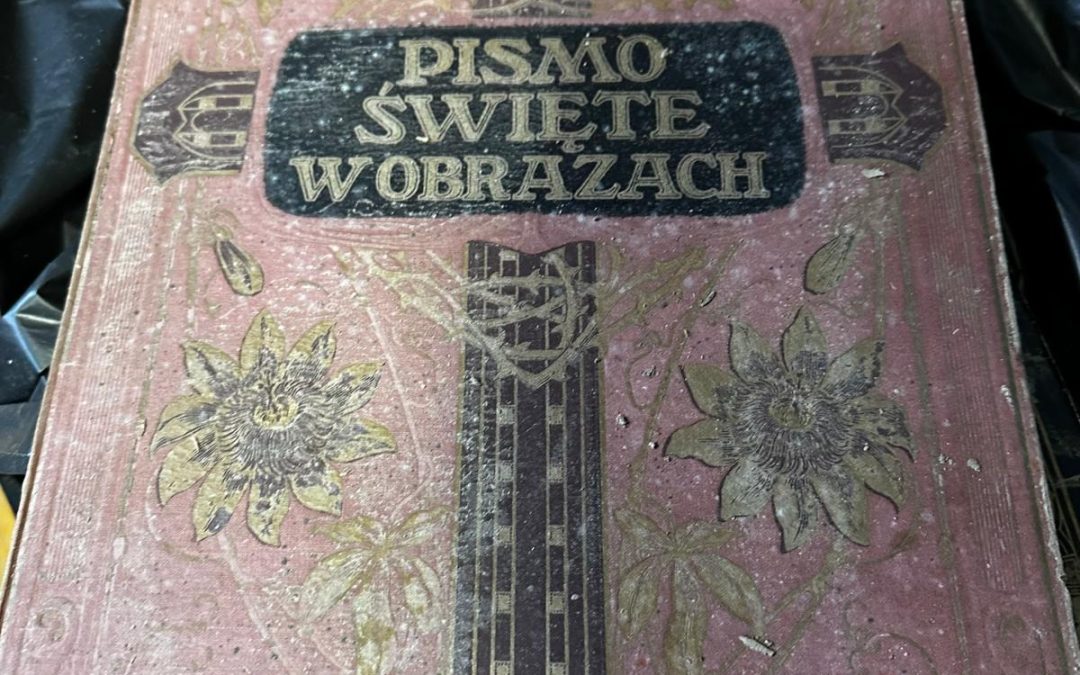 PISMO
ŚWIĘTE
W OBRAZACH